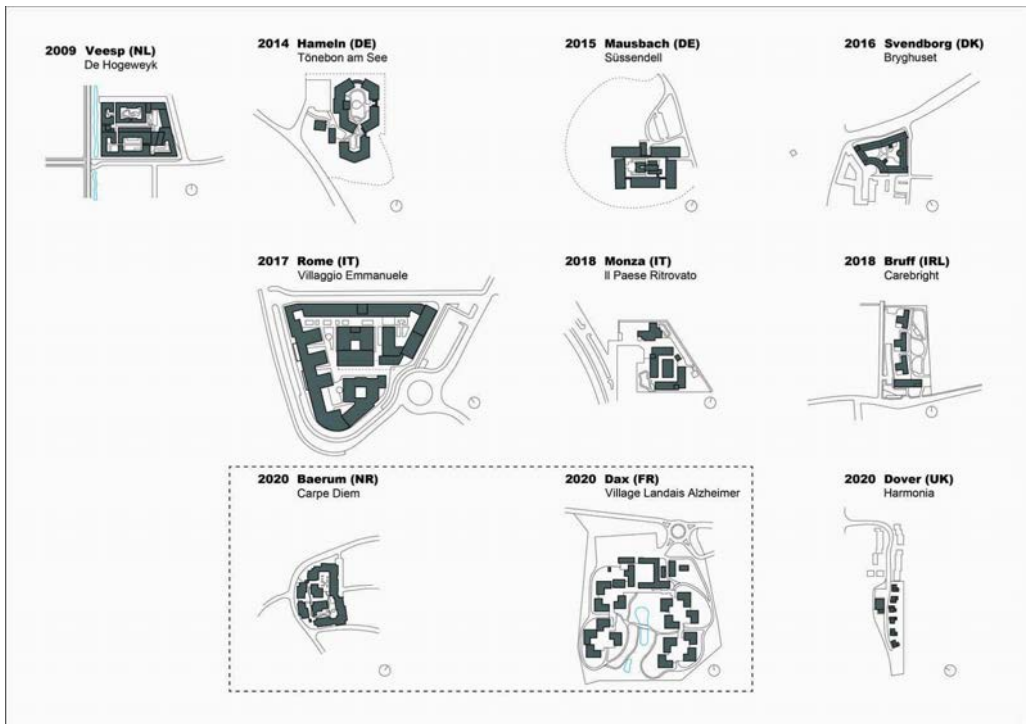 2009 Veesp (NL)
De Hogeweyk
2014 Hameln (DE)
Tönebon am See
2015 Mausbach (DE)
Süssendell
2016 Svendborg (DK)
Bryghuset
2017 Rome (IT)
Villaggio Emmanuele
2018 Monza (IT)
Il Paese Ritrovato
2018 Bruff (IRL)
Carebright
2020 Baerum (NR)
Carpe Diem
2020 Dax (FR)
Village Landais Alzheimer
2020 Dover (UK)
Harmonia